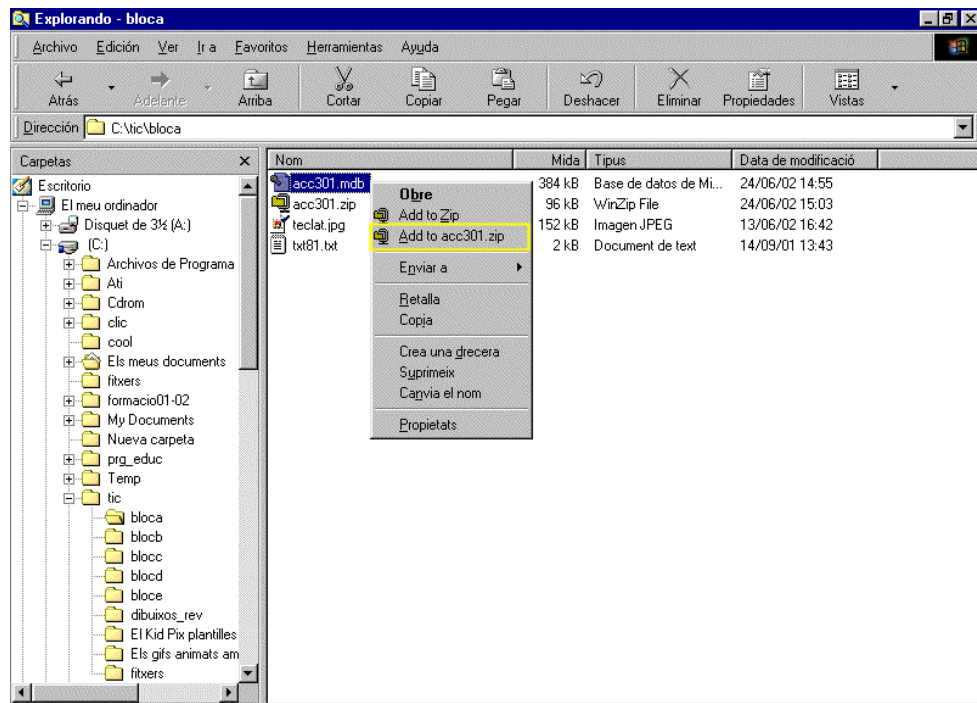 Explorando - bloca
Archivo Edición Ver Ir a Favoritos Herramientas Ayuda
Atrás Adelante Arriba Cortar Copiar Pegar Deshacer Eliminar Propiedades Vistas
Dirección C:\tic\bloca
Carpetas
Escritorio
El meu ordinador
Disquet de 3½ (A:)
(C:)
Archivos de Programa
Ati
Cdrom
clic
cool
Els meus documents
fitxers
formacio01-02
My Documents
Nueva carpeta
prg_educ
Temp
tic
bloca
blocb
blocc
blocd
bloce
dibuixos_rev
El Kid Pix plantilles
Els gifs animats am
fitxers
Nom Mida Tipus Data de modificació
acc301.mdb 384 kB Base de datos de Mi... 24/06/02 14:55
acc301.zip 96 kB WinZip File 24/06/02 15:03
teclat.jpg 152 kB Imagen JPEG 13/06/02 16:42
txt81.txt 2 kB Document de text 14/09/01 13:43
Obre
Add to Zip
Add to acc301.zip
Enviar a
Retalla
Copia
Crea una drecera
Suprimeix
Canvia el nom
Propietats